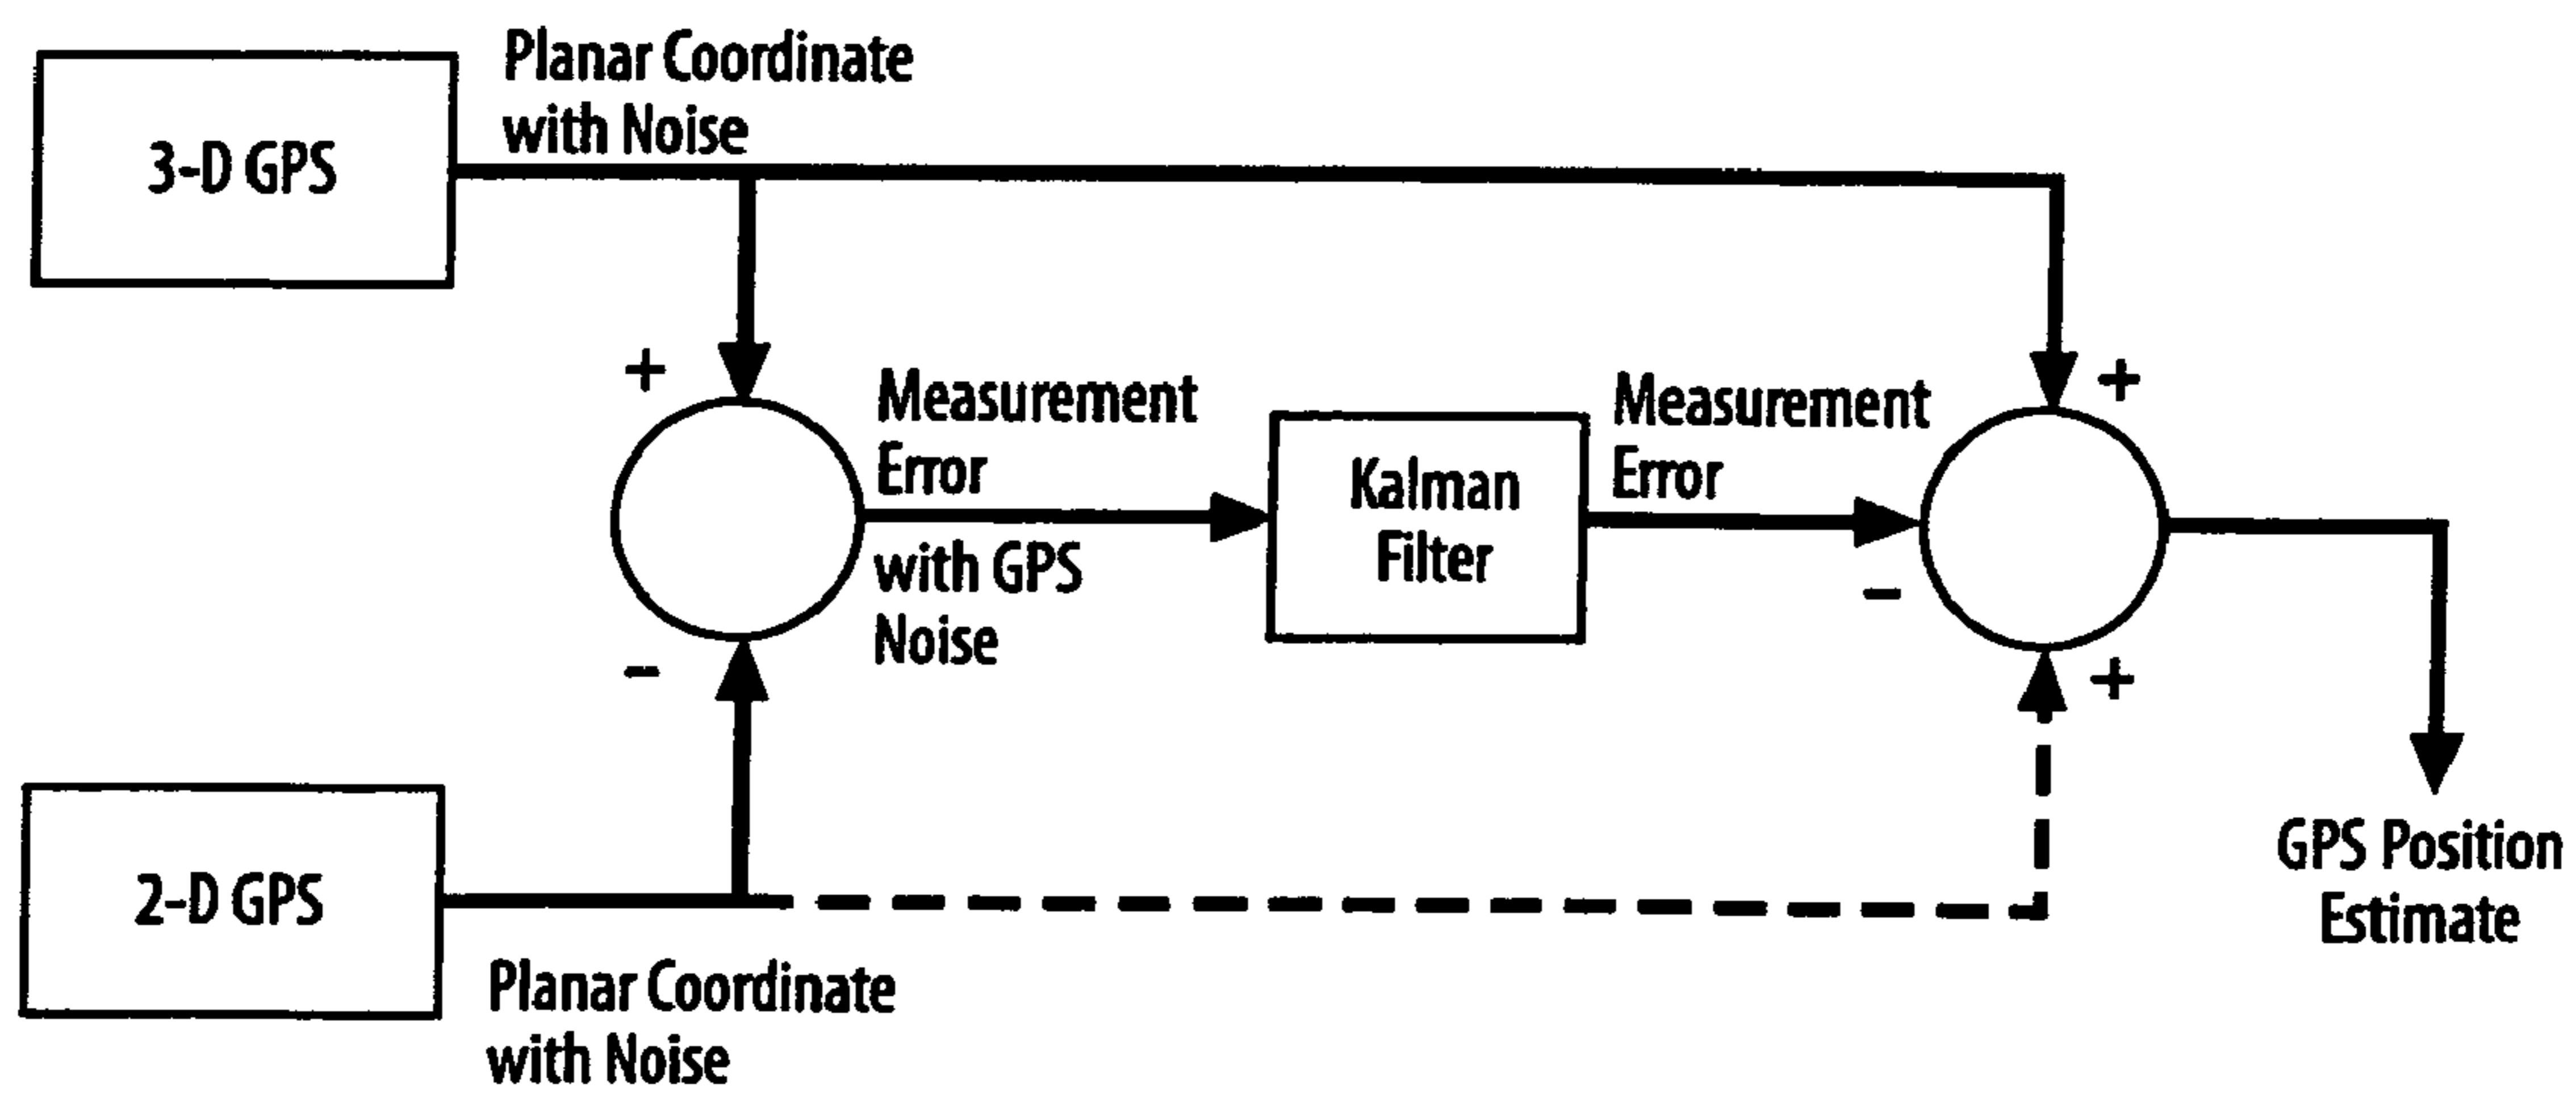 Planar Coordinate
with Noise
3-D GPS
+
+
Measurement
Error
with GPS
Noise
Kalman
Filter
Measurement
Error
-
-
+
2-D GPS
Planar Coordinate
with Noise
GPS Position
Estimate